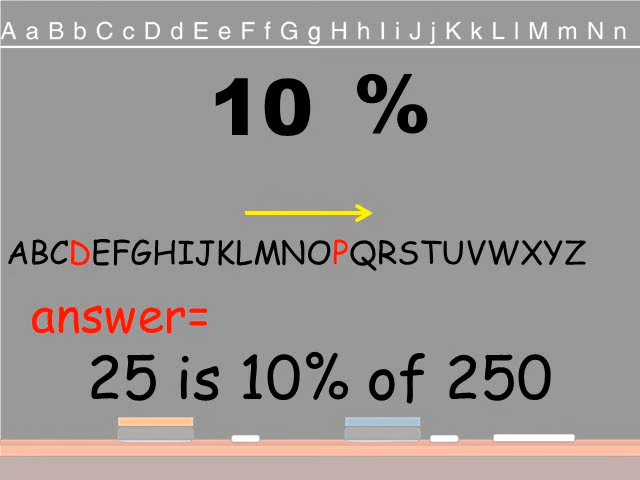 A a B b C c D d E e F f G g H h I i J j K k L l M m N n
10 %
ABCDEFGHIJKLMNOPQRSTUVWXYZ
answer=
25 is 10% of 250